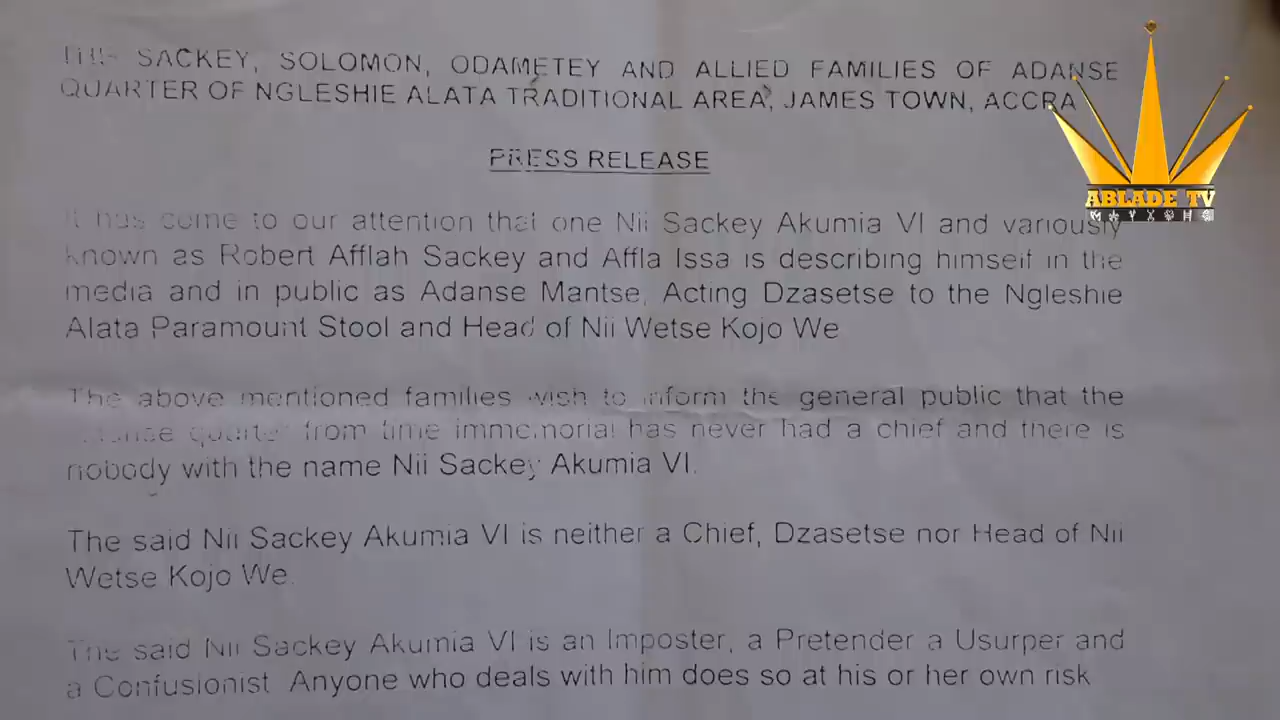 THE SACKEY, SOLOMON, ODAMETEY AND ALLIED FAMILIES OF ADANSE
QUARTER OF NGLESHIE ALATA TRADITIONAL AREA, JAMES TOWN, ACCRA
PRESS RELEASE
It has come to our attention that one Nii Sackey Akumia VI and variously
known as Robert Afflah Sackey and Affla Issa is describing himself in the
media and in public as Adanse Mantse, Acting Dzasetse to the Ngleshie
Alata Paramount Stool and Head of Nii Wetse Kojo We
The above mentioned families wish to inform the general public that the
Adanse quarter from time immemorial has never had a chief and there is
nobody with the name Nii Sackey Akumia VI.
The said Nii Sackey Akumia VI is neither a Chief, Dzasetse nor Head of Nii
Wetse Kojo We.
The said Nii Sackey Akumia VI is an Imposter, a Pretender a Usurper and
a Confusionist Anyone who deals with him does so at his or her own risk
ABLADE TV